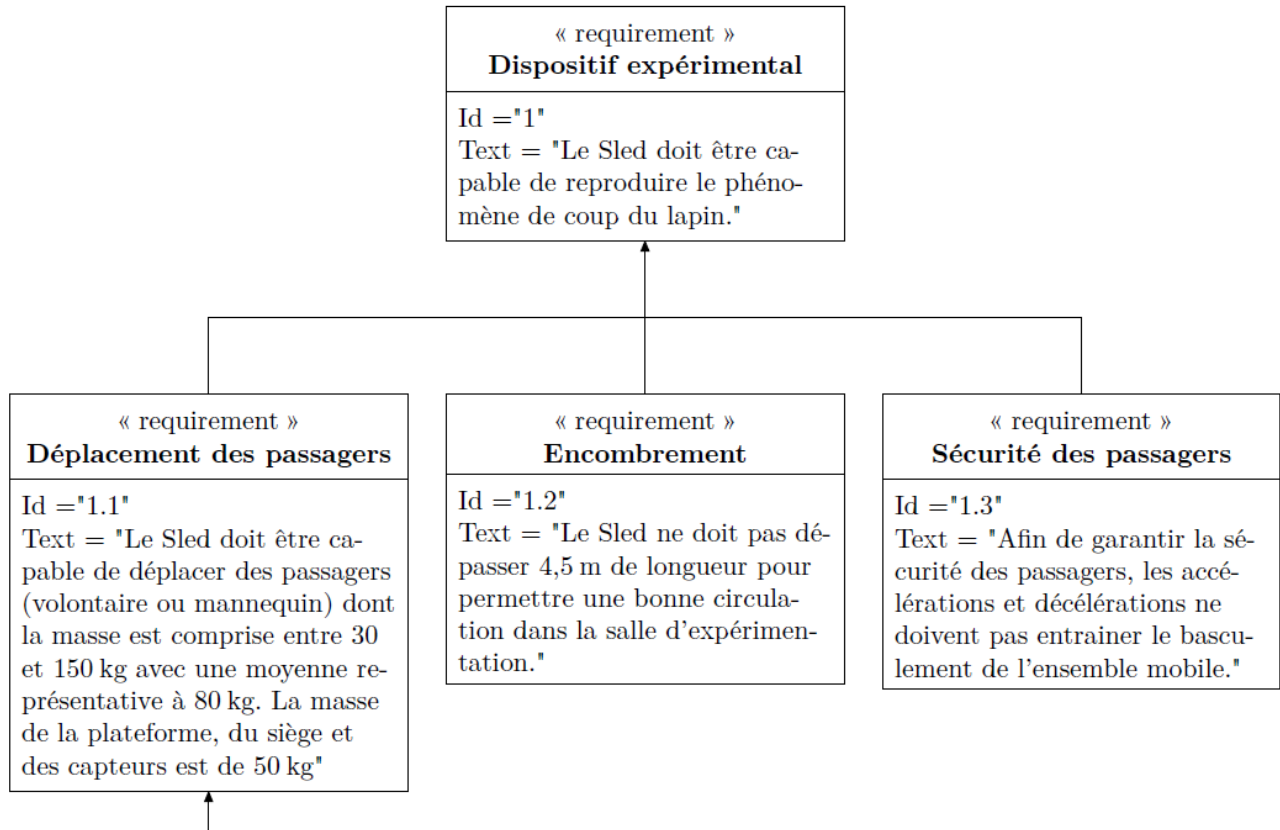 « requirement »
Dispositif expérimental
Id ="1"
Text = "Le Sled doit être ca-
pable de reproduire le phéno-
mène de coup du lapin."
« requirement »
Déplacement des passagers
Id ="1.1"
Text = "Le Sled doit être ca-
pable de déplacer des passagers
(volontaire ou mannequin) dont
la masse est comprise entre 30
et 150 kg avec une moyenne re-
présentative à 80 kg. La masse
de la plateforme, du siège et
des capteurs est de 50 kg"
« requirement »
Encombrement
Id ="1.2"
Text = "Le Sled ne doit pas dé-
passer 4,5 m de longueur pour
permettre une bonne circula-
tion dans la salle d'expérimen-
tation."
« requirement »
Sécurité des passagers
Id ="1.3"
Text = "Afin de garantir la sé-
curité des passagers, les accé-
lérations et décélérations ne
doivent pas entrainer le bascu-
lement de l'ensemble mobile."